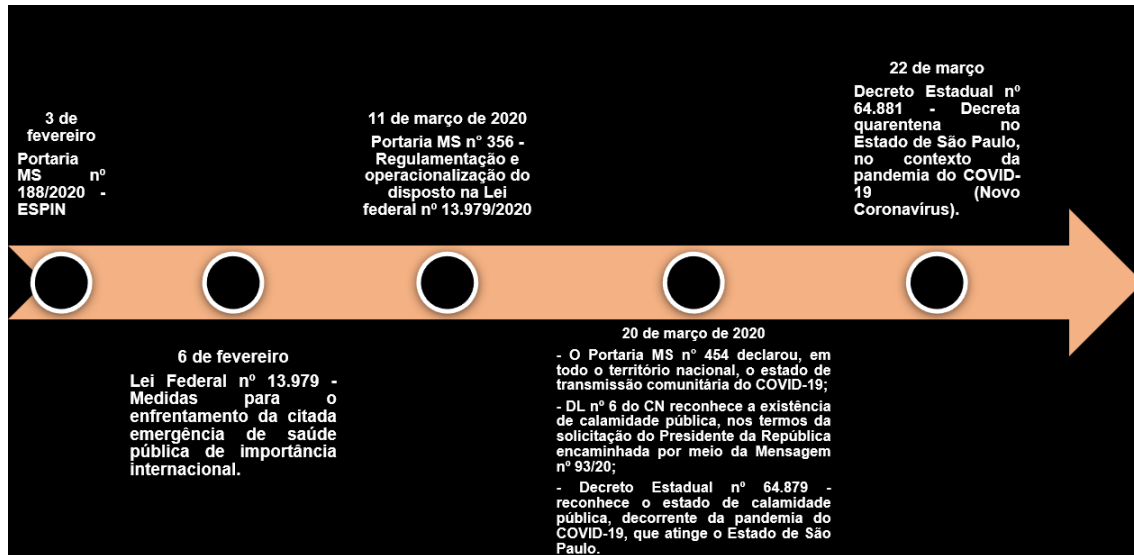 3 de
fevereiro
Portaria
MS nº
188/2020 -
ESPIN
6 de fevereiro
Lei Federal nº 13.979 -
Medidas para o
enfrentamento da citada
emergência de saúde
pública de importância
internacional.
11 de março de 2020
Portaria MS n° 356 -
Regulamentação e
operacionalização do
disposto na Lei
federal nº 13.979/2020
20 de março de 2020
- O Portaria MS n° 454 declarou, em
todo o território nacional, o estado de
transmissão comunitária do COVID-19;
- DL nº 6 do CN reconhece a existência
de calamidade pública, nos termos da
solicitação do Presidente da República
encaminhada por meio da Mensagem
nº 93/20;
- Decreto Estadual nº 64.879 -
reconhece o estado de calamidade
pública, decorrente da pandemia do
COVID-19, que atinge o Estado de São
Paulo.
22 de março
Decreto Estadual nº
64.881 - Decreta
quarentena no
Estado de São Paulo,
no contexto da
pandemia do COVID-
19 (Novo
Coronavírus).